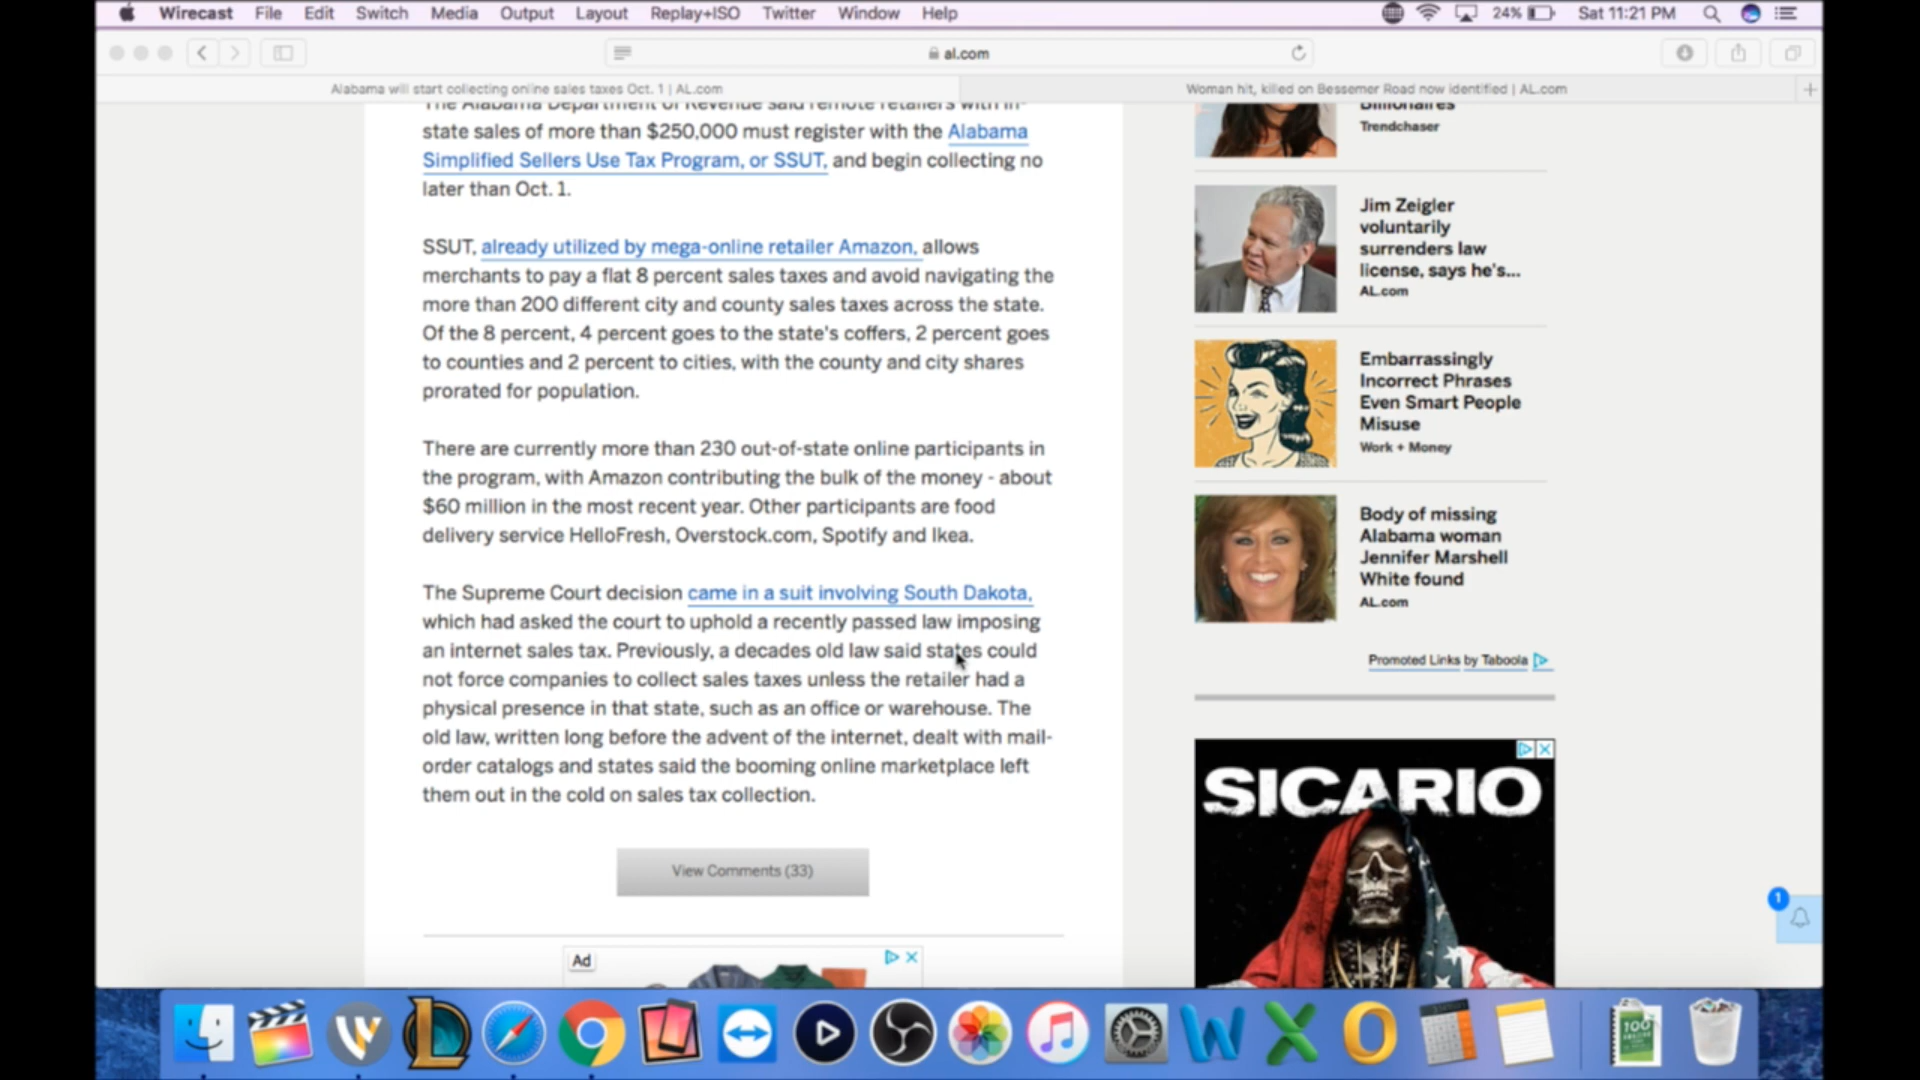 Wirecast File Edit Switch Media Output Layout Replay+ISO Twitter Window Help 24% Sat 11:21 PM
al.com
Alabama will start collecting online sales taxes Oct. 1 | AL.com
Woman hit, killed on Bessemer Road now identified | AL.com
The Alabama Department of Revenue said remote retailers with in-
state sales of more than $250,000 must register with the Alabama
Simplified Sellers Use Tax Program, or SSUT, and begin collecting no
later than Oct. 1.
SSUT, already utilized by mega-online retailer Amazon, allows
merchants to pay a flat 8 percent sales taxes and avoid navigating the
more than 200 different city and county sales taxes across the state.
Of the 8 percent, 4 percent goes to the state's coffers, 2 percent goes
to counties and 2 percent to cities, with the county and city shares
prorated for population.
There are currently more than 230 out-of-state online participants in
the program, with Amazon contributing the bulk of the money - about
$60 million in the most recent year. Other participants are food
delivery service HelloFresh, Overstock.com, Spotify and Ikea.
The Supreme Court decision came in a suit involving South Dakota,
which had asked the court to uphold a recently passed law imposing
an internet sales tax. Previously, a decades old law said states could
not force companies to collect sales taxes unless the retailer had a
physical presence in that state, such as an office or warehouse. The
old law, written long before the advent of the internet, dealt with mail-
order catalogs and states said the booming online marketplace left
them out in the cold on sales tax collection.
View Comments (33)
Ad
Billionaires
Trendchaser
Jim Zeigler
voluntarily
surrenders law
license, says he's...
AL.com
Embarrassingly
Incorrect Phrases
Even Smart People
Misuse
Work + Money
Body of missing
Alabama woman
Jennifer Marshell
White found
AL.com
Promoted Links by Taboola
SICARIO
1
100